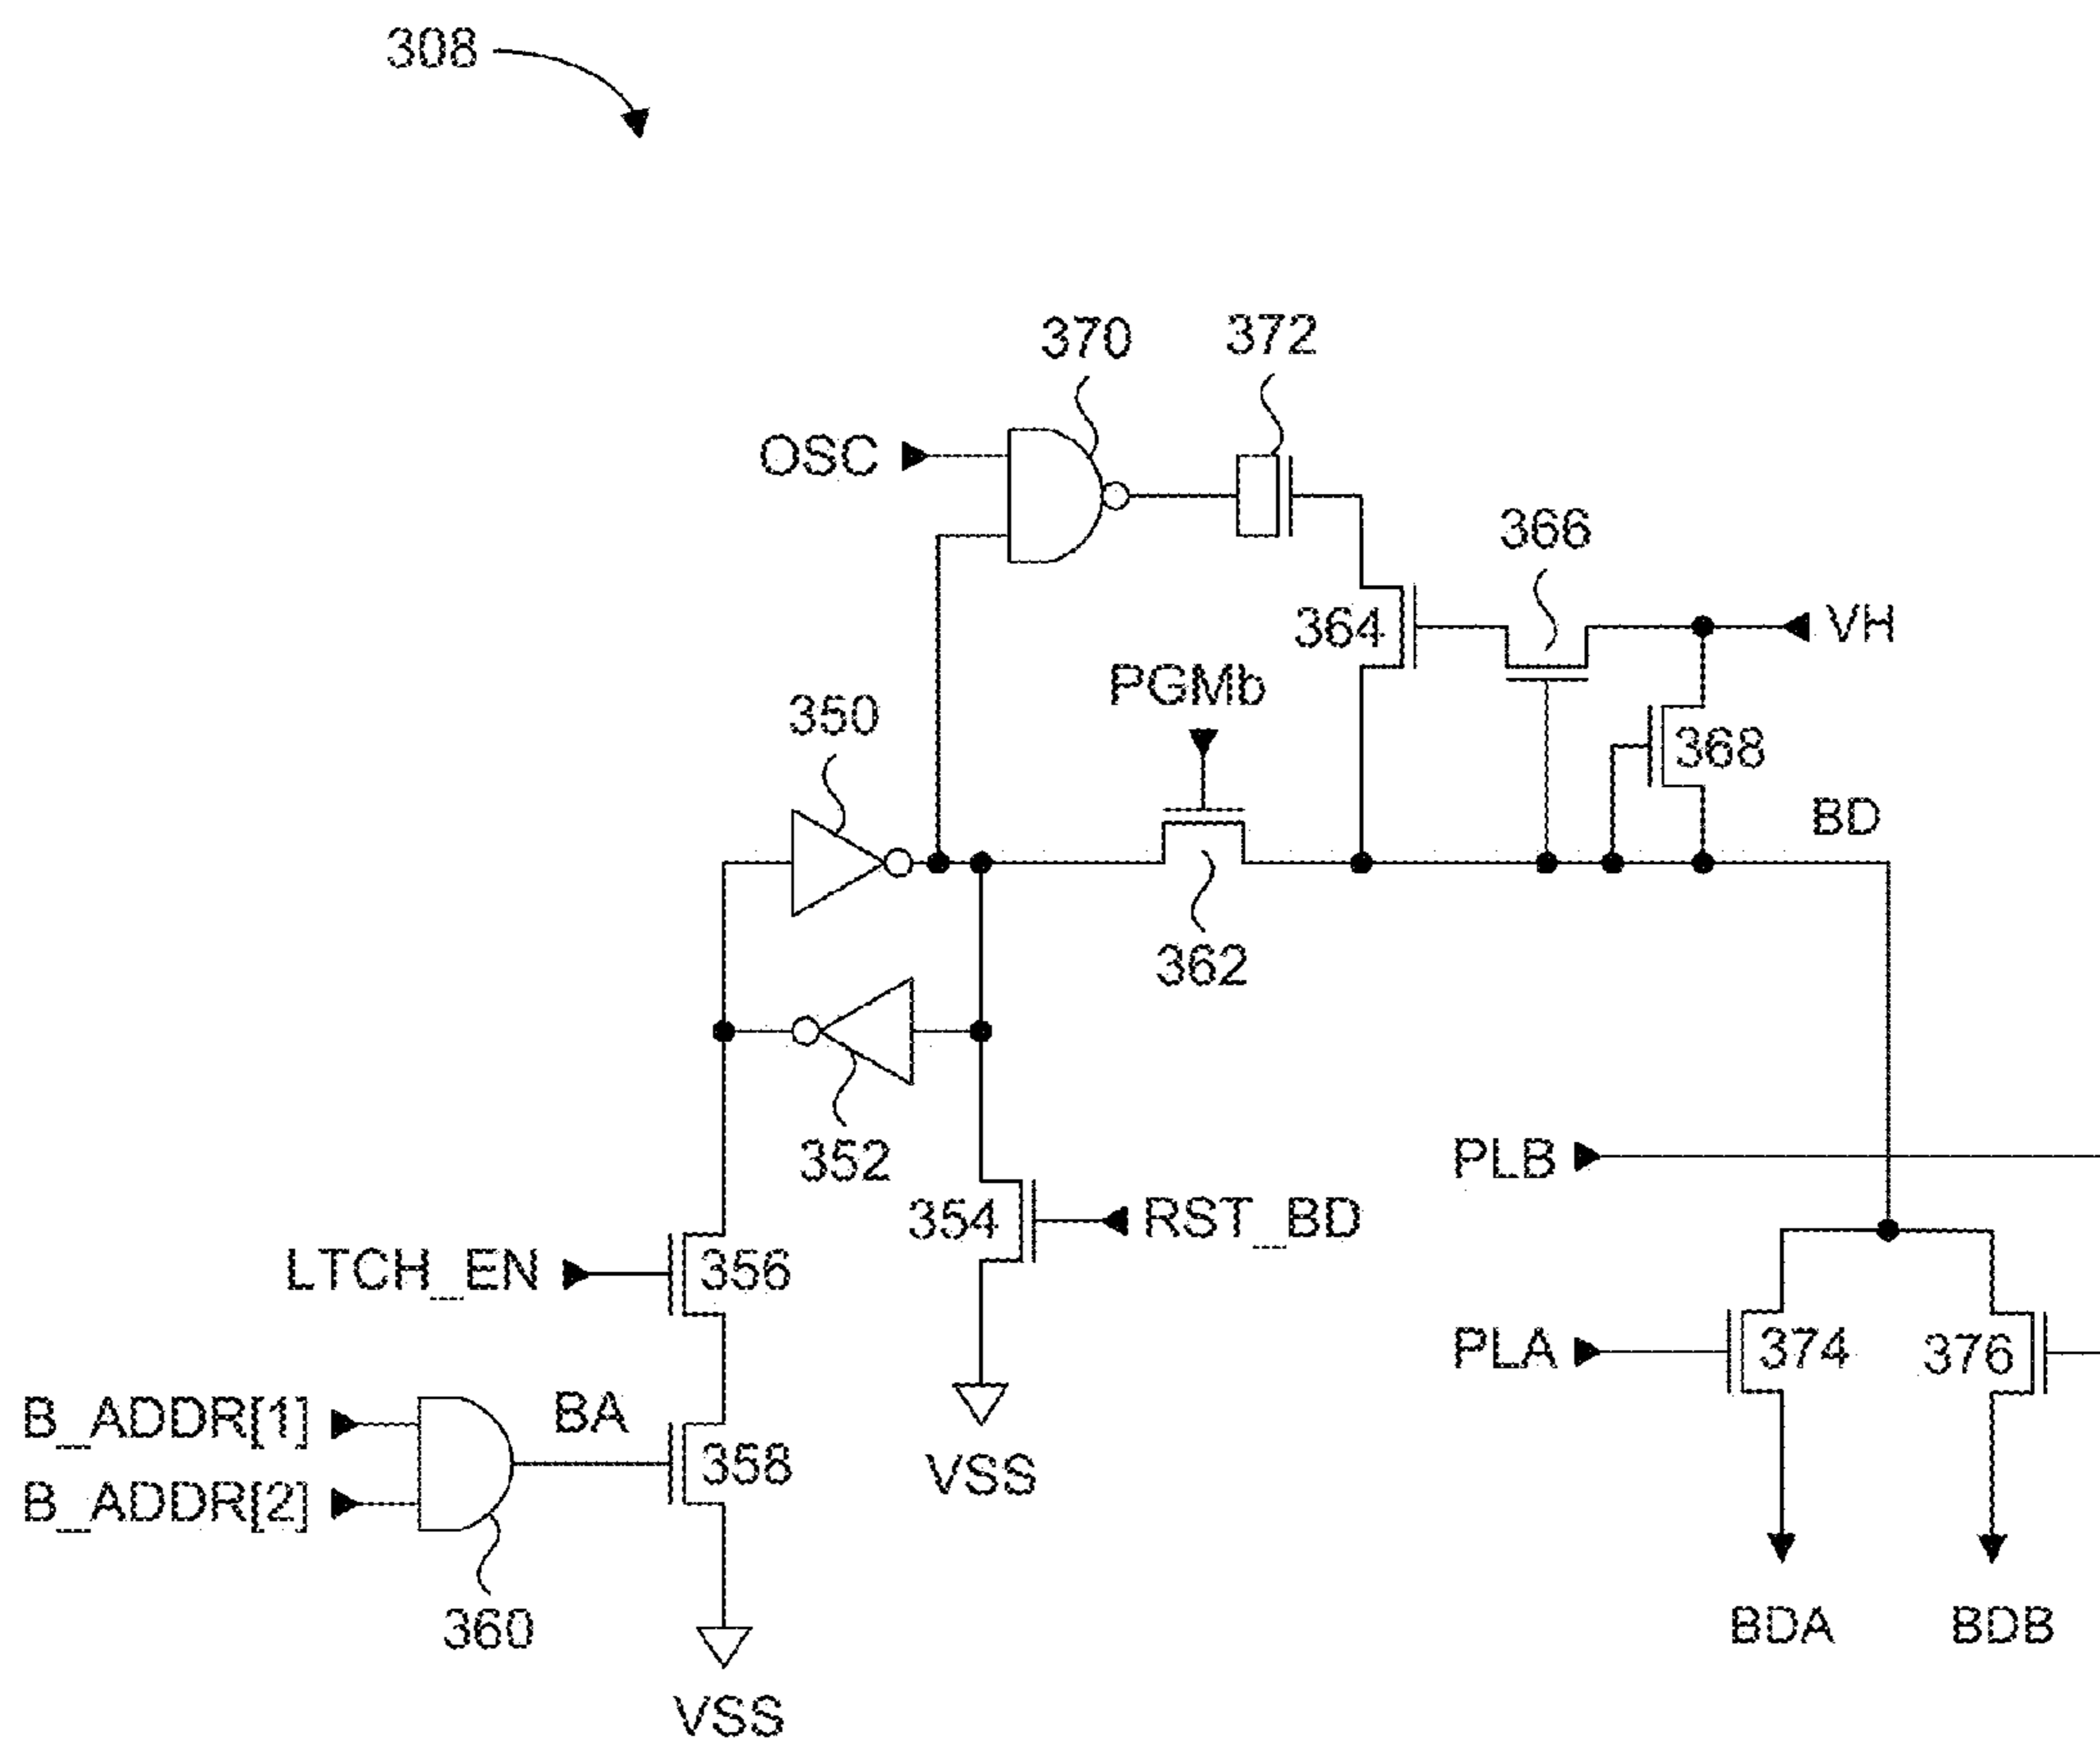 308
370
372
OSC
366
364
VH
PGMb
350
368
BD
362
352
PLB
354
RST_BD
LTCH_EN
356
PLA
374
376
B_ADDR[1]
BA
358
VSS
B_ADDR[2]
360
BDA
BDB
VSS